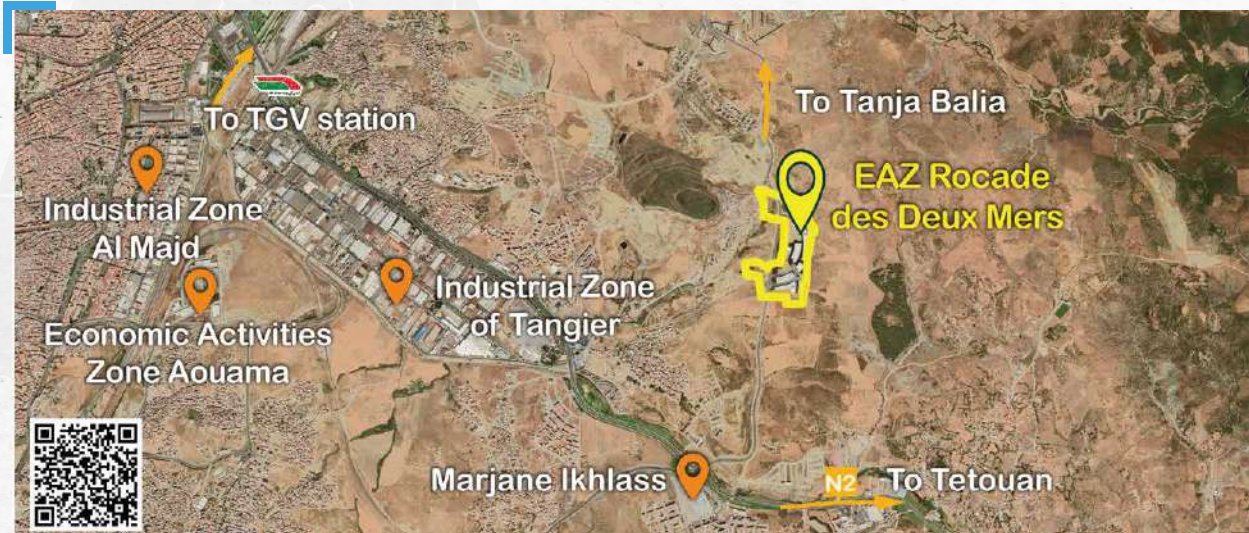 To TGV station
To Tanja Balia
EAZ Rocade
des Deux Mers
Industrial Zone
Al Majd
Industrial Zone
of Tangier
Economic Activities
Zone Aouama
Marjane Ikhlass
N2
To Tetouan